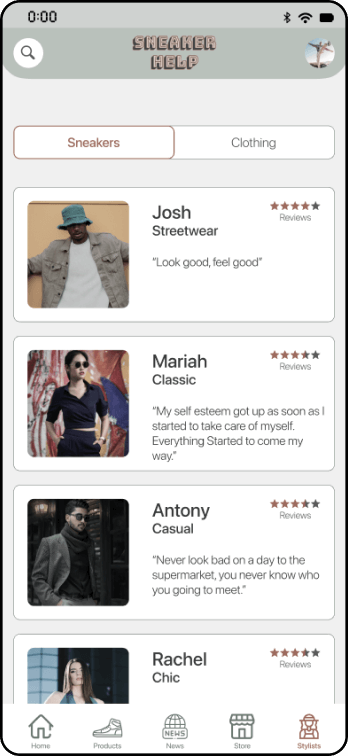 0:00
SNEAKER
HELP
Sneakers
Clothing
Josh
Reviews
Streetwear
“Look good, feel good”
Mariah
Reviews
Classic
“My self esteem got up as soon as I
started to take care of myself.
Everything Started to come my
way.”
Antony
Reviews
Casual
“Never look bad on a day to the
supermarket, you never know who
you going to meet.”
Rachel
Reviews
Chic
NEWS
Home
Products
News
Store
Stylists